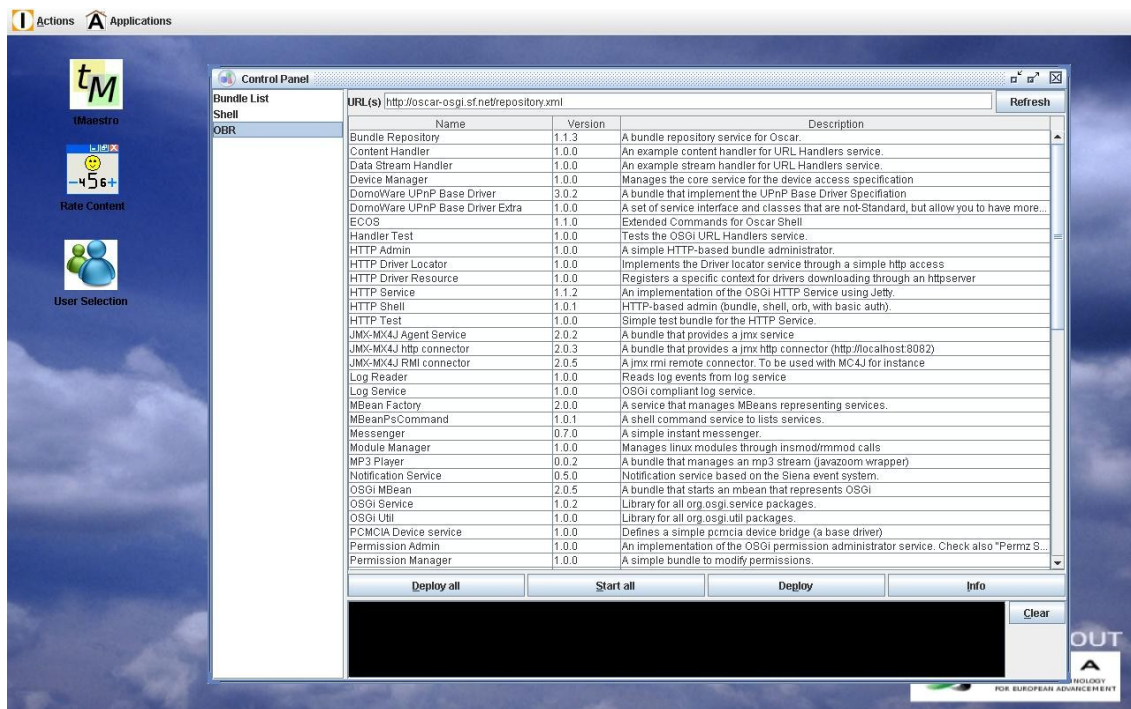 Actions Applications
tM
tMaestro
-456+
Rate Content
User Selection
Control Panel
Bundle List
Shell
OBR
URL(s) http://oscar-osgi.sf.net/repository.xml Refresh
Name Version Description
Bundle Repository 1.1.3 A bundle repository service for Oscar.
Content Handler 1.0.0 An example content handler for URL Handlers service.
Data Stream Handler 1.0.0 An example stream handler for URL Handlers service.
Device Manager 1.0.0 Manages the core service for the device access specification
DomoWare UPnP Base Driver 3.0.2 A bundle that implement the UPnP Base Driver Specifiation
DomoWare UPnP Base Driver Extra 1.0.0 A set of service interface and classes that are not-Standard, but allow you to have more...
ECOS 1.1.0 Extended Commands for Oscar Shell
Handler Test 1.0.0 Tests the OSGi URL Handlers service.
HTTP Admin 1.0.0 A simple HTTP-based bundle administrator.
HTTP Driver Locator 1.0.0 Implements the Driver locator service through a simple http access
HTTP Driver Resource 1.0.0 Registers a specific context for drivers downloading through an httpserver
HTTP Service 1.1.2 An implementation of the OSGi HTTP Service using Jetty.
HTTP Shell 1.0.1 HTTP-based admin (bundle, shell, orb, with basic auth).
HTTP Test 1.0.0 Simple test bundle for the HTTP Service.
JMX-MX4J Agent Service 2.0.2 A bundle that provides a jmx service
JMX-MX4J http connector 2.0.3 A bundle that provides a jmx http connector (http://localhost:8082)
JMX-MX4J RMI connector 2.0.5 A jmx rmi remote connector. To be used with MC4J for instance
Log Reader 1.0.0 Reads log events from log service
Log Service 1.0.0 OSGi compliant log service.
MBean Factory 2.0.0 A service that manages MBeans representing services.
MBeanPsCommand 1.0.1 A shell command service to lists services.
Messenger 0.7.0 A simple instant messenger.
Module Manager 1.0.0 Manages linux modules through insmod/rmmod calls
MP3 Player 0.0.2 A bundle that manages an mp3 stream (javazoom wrapper)
Notification Service 0.5.0 Notification service based on the Siena event system.
OSGi MBean 2.0.5 A bundle that starts an mbean that represents OSGi
OSGi Service 1.0.2 Library for all org.osgi.service packages.
OSGi Util 1.0.0 Library for all org.osgi.util packages.
PCMCIA Device service 1.0.0 Defines a simple pcmcia device bridge (a base driver)
Permission Admin 1.0.0 An implementation of the OSGi permission administrator service. Check also "Permz S...
Permission Manager 1.0.0 A simple bundle to modify permissions.
Deploy all Start all Deploy Info
Clear
OUT
A
NOLOGY
FOR EUROPEAN ADVANCEMENT